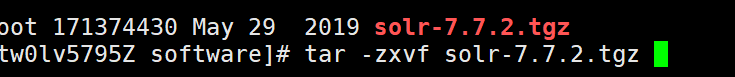 oot 171374430 May 29  2019 solr-7.7.2.tgz
tw0lv5795Z software]# tar -zxvf solr-7.7.2.tgz